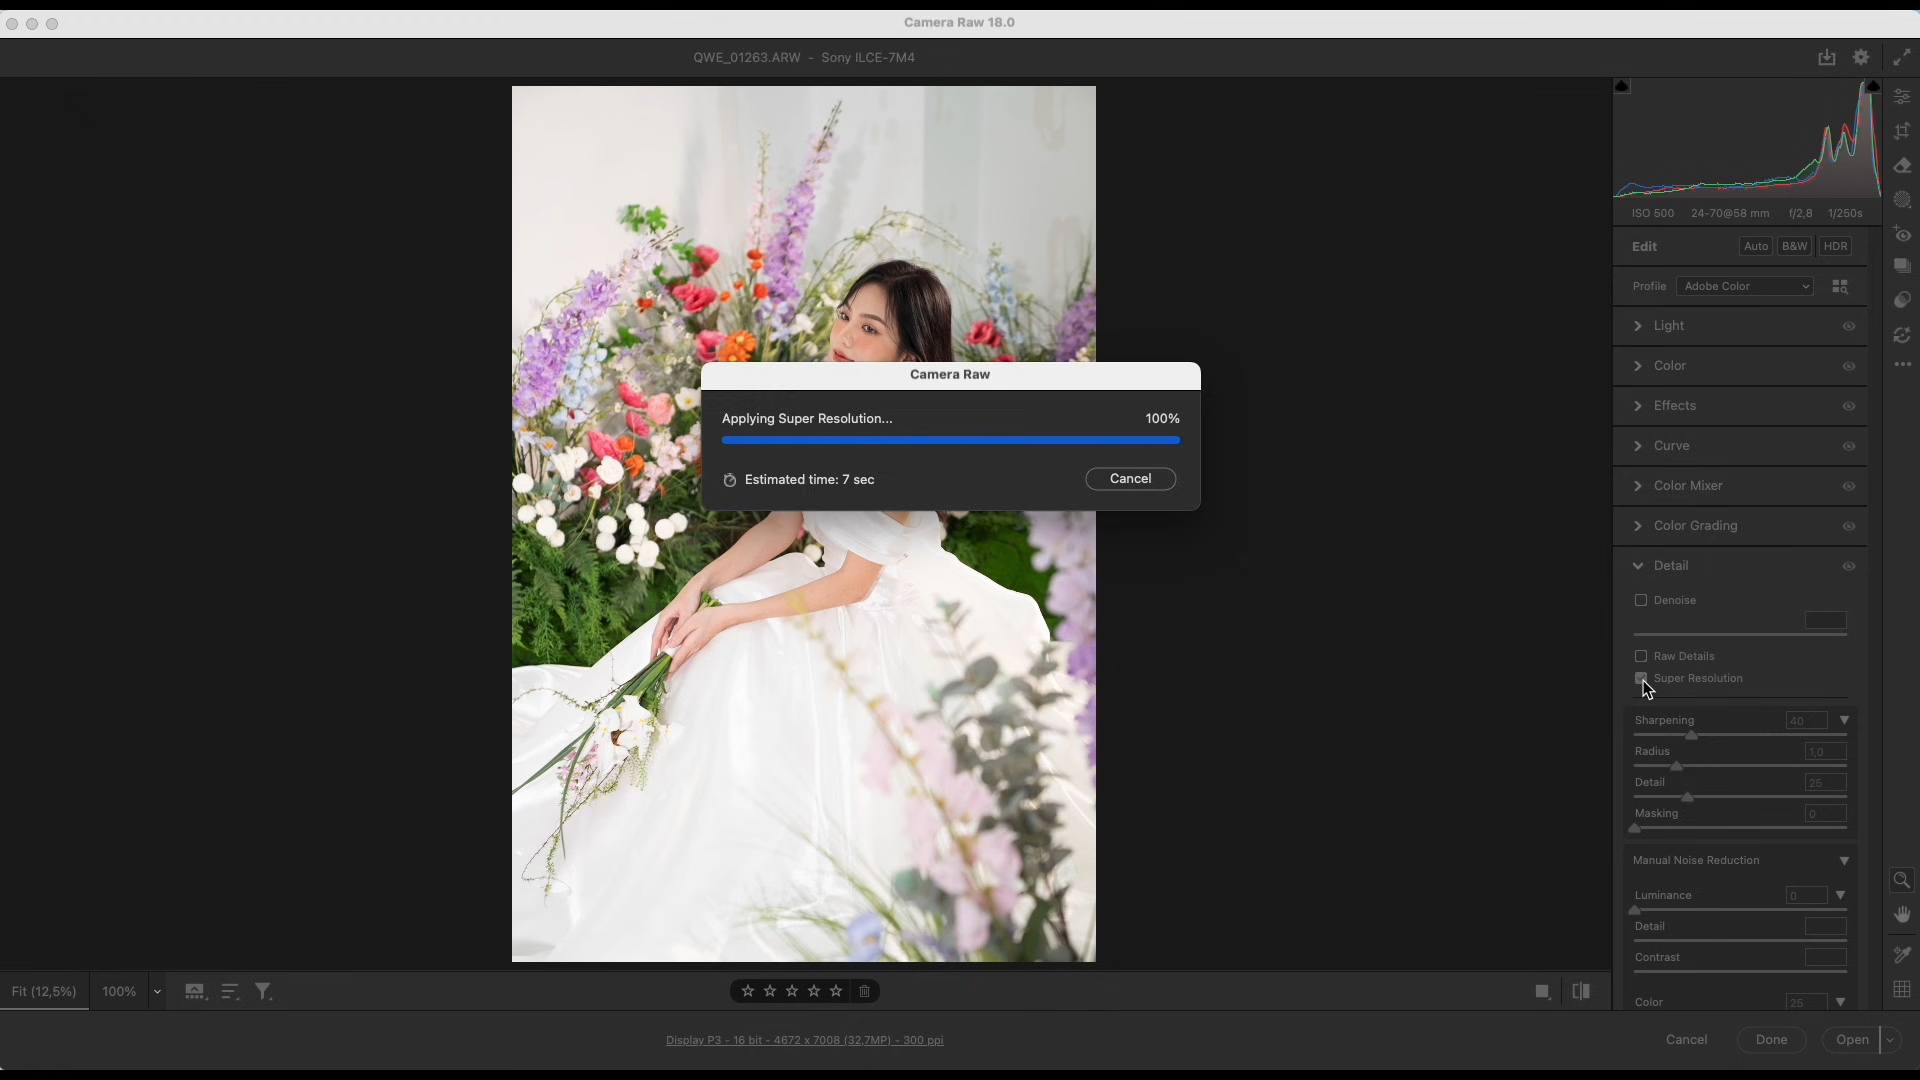 Camera Raw 18.0
QWE_01263.ARW - Sony ILCE-7M4
ISO 500 24-70@58 mm f/2,8 1/250s
Edit Auto B&W HDR
Profile Adobe Color
Light
Color
Effects
Curve
Color Mixer
Color Grading
Detail
Denoise
Raw Details
Super Resolution
Sharpening 40
Radius 1,0
Detail 25
Masking 0
Manual Noise Reduction
Luminance 0
Detail
Contrast
Color 25
Camera Raw
Applying Super Resolution... 100%
Estimated time: 7 sec Cancel
Fit (12,5%) 100%
Display P3 - 16 bit - 4672 x 7008 (32,7MP) - 300 ppi
Cancel Done Open